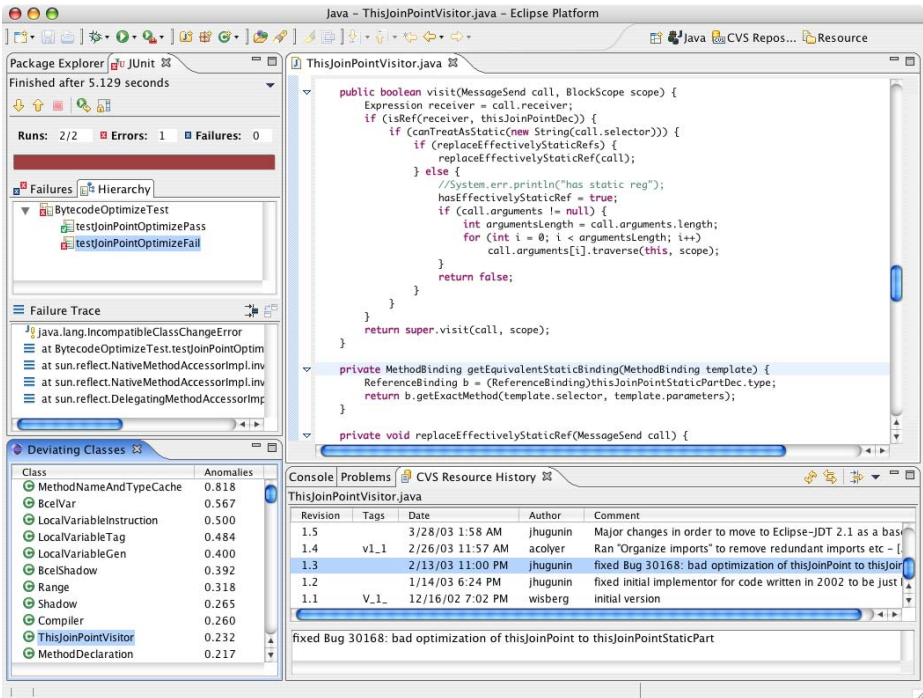 Java – ThisJoinPointVisitor.java – Eclipse Platform
Java CVS Repos... Resource
Package Explorer JUnit
Finished after 5.129 seconds
Runs: 2/2 Errors: 1 Failures: 0
Failures Hierarchy
BytecodeOptimizeTest
testJoinPointOptimizePass
testJoinPointOptimizeFail
Failure Trace
java.lang.IncompatibleClassChangeError
at BytecodeOptimizeTest.testJoinPointOptim
at sun.reflect.NativeMethodAccessorImpl.inv
at sun.reflect.NativeMethodAccessorImpl.inv
at sun.reflect.DelegatingMethodAccessorImp
Deviating Classes
Class Anomalies
MethodNameAndTypeCache 0.818
BcelVar 0.567
LocalVariableInstruction 0.500
LocalVariableTag 0.484
LocalVariableGen 0.400
BcelShadow 0.392
Range 0.318
Shadow 0.265
Compiler 0.260
ThisJoinPointVisitor 0.232
MethodDeclaration 0.217
ThisJoinPointVisitor.java
public boolean visit(MessageSend call, BlockScope scope) {
Expression receiver = call.receiver;
if (isRef(receiver, thisJoinPointDec)) {
if (canTreatAsStatic(new String(call.selector))) {
if (replaceEffectivelyStaticRefs) {
replaceEffectivelyStaticRef(call);
} else {
//System.err.println("has static reg");
hasEffectivelyStaticRef = true;
if (call.arguments != null) {
int argumentsLength = call.arguments.length;
for (int i = 0; i < argumentsLength; i++)
call.arguments[i].traverse(this, scope);
}
return false;
}
}
}
return super.visit(call, scope);
}
private MethodBinding getEquivalentStaticBinding(MethodBinding template) {
ReferenceBinding b = (ReferenceBinding)thisJoinPointStaticPartDec.type;
return b.getExactMethod(template.selector, template.parameters);
}
private void replaceEffectivelyStaticRef(MessageSend call) {
Console Problems CVS Resource History
ThisJoinPointVisitor.java
Revision Tags Date Author Comment
1.5 3/28/03 1:58 AM jhugunin Major changes in order to move to Eclipse-JDT 2.1 as a base
1.4 v1_1 2/26/03 11:57 AM acolyer Ran "Organize imports" to remove redundant imports etc – [
1.3 2/13/03 11:00 PM jhugunin fixed Bug 30168: bad optimization of thisJoinPoint to thisJoin
1.2 1/14/03 6:24 PM jhugunin fixed initial implementor for code written in 2002 to be just
1.1 V_1_ 12/16/02 7:02 PM wisberg initial version
fixed Bug 30168: bad optimization of thisJoinPoint to thisJoinPointStaticPart